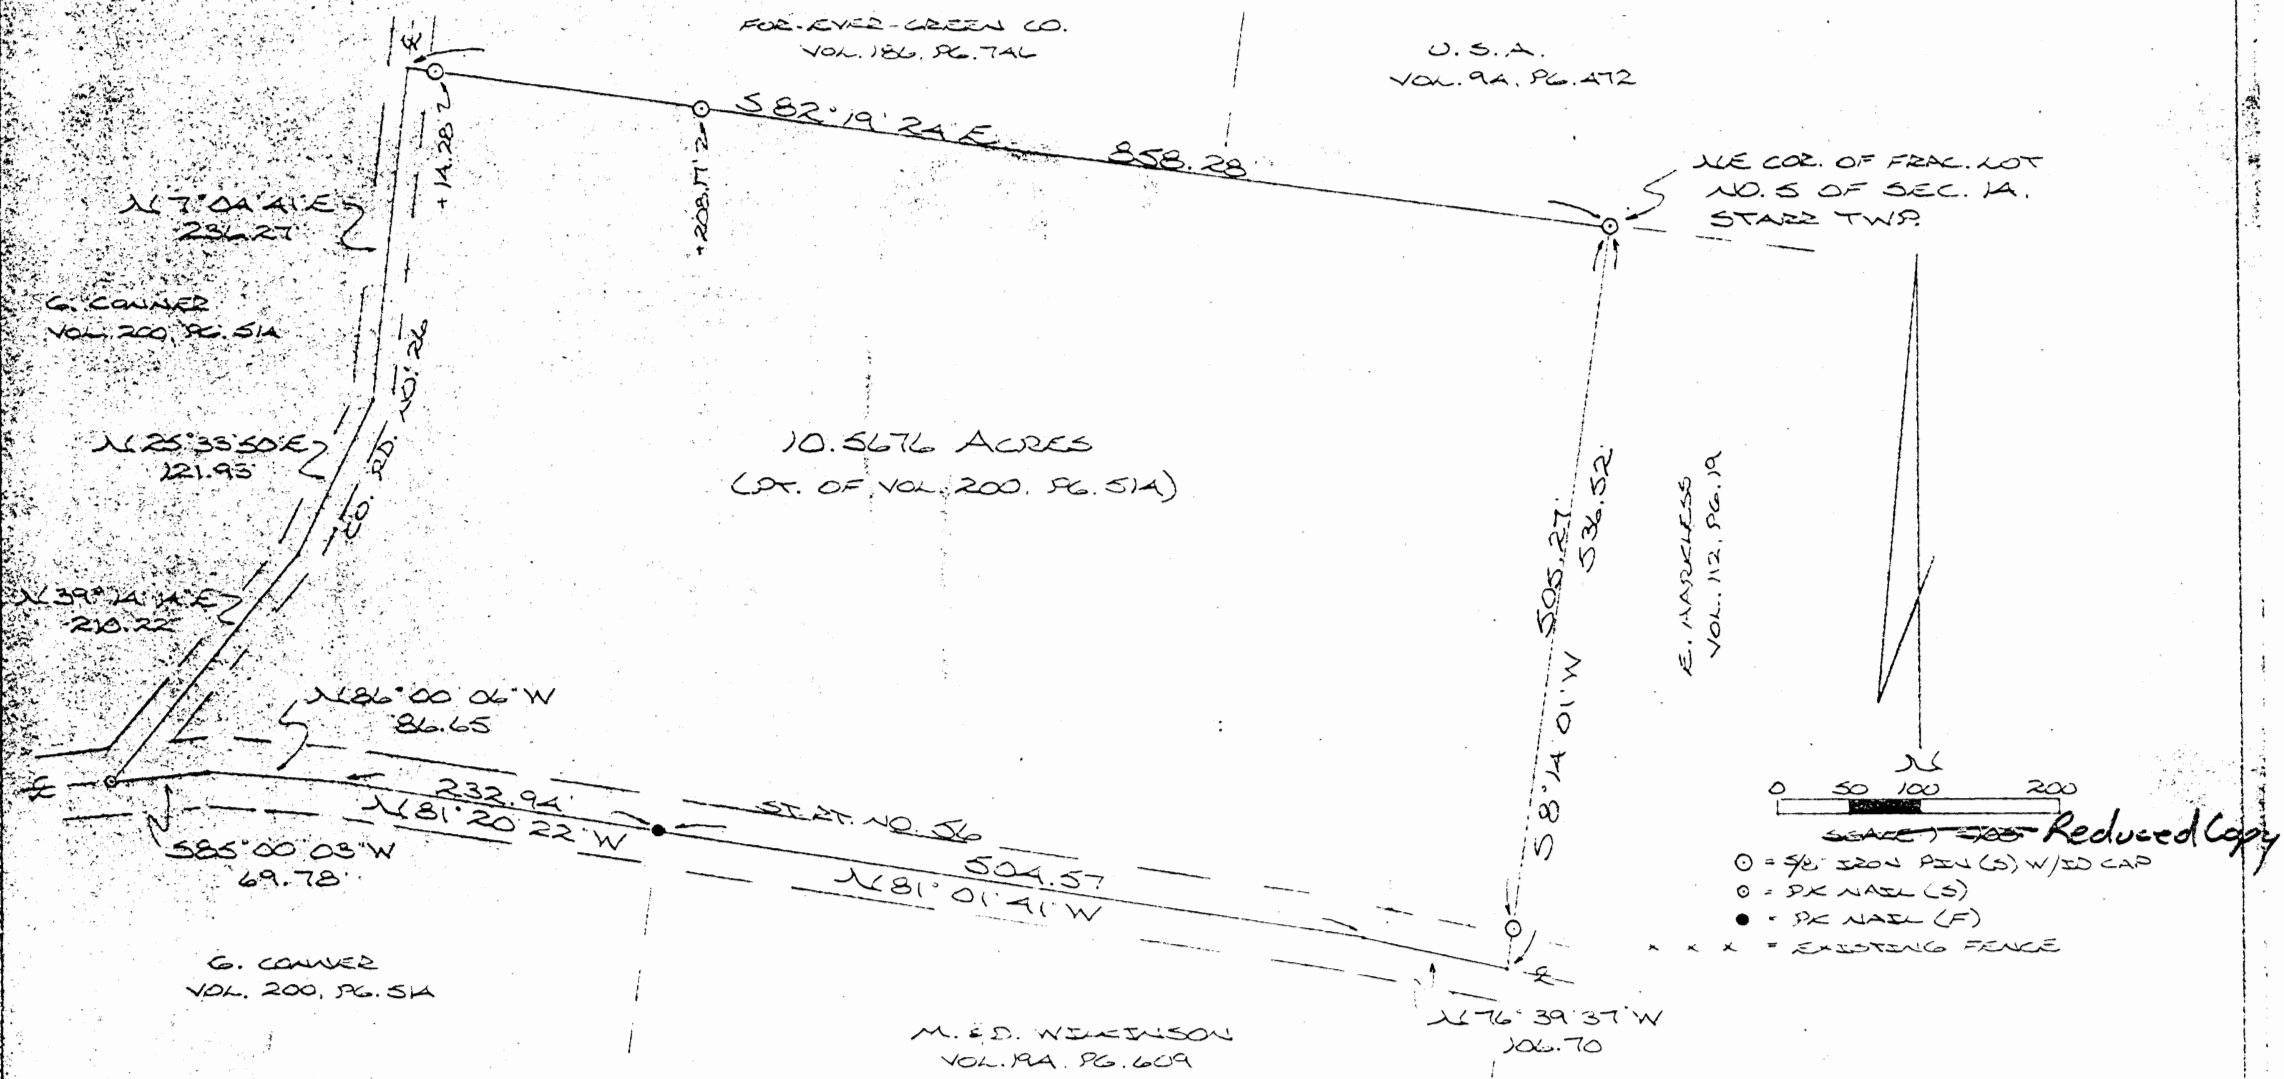 FOR-EVER-GREEN CO.
VOL. 186, PG. 746
U.S.A.
VOL. 94, PG. 472
℄
S 82° 19' 24" E
858.28'
+14.28'
+208.17'
NE COR. OF FRAC. LOT
NO. 5 OF SEC. 14.
STARR TWP.
N 7° 04' 41" E
236.27'
G. CONNER
VOL. 200, PG. 514
CO. RD. NO. 26
N 25° 33' 50" E
121.93'
10.5676 ACRES
(PT. OF VOL. 200, PG. 514)
505.27'
536.52'
S 8° 14' 01" W
E. MARKLESS
VOL. 112, PG. 19
N 39° 14' 14" E
210.22'
N 86° 00' 06" W
86.65'
℄
232.94'
N 81° 20' 22" W
ST. RT. NO. 56
S 85° 00' 03" W
69.78'
504.57'
N 81° 01' 41" W
℄
N 76° 39' 37" W
106.70'
G. CONNER
VOL. 200, PG. 514
M. & D. WILKINSON
VOL. 194, PG. 609
N
0 50 100 200
SCALE 1" = 100' Reduced Copy
⊙ = 5/8" IRON PIN (S) W/ID CAP
⊙ = PK NAIL (S)
● = PK NAIL (F)
x x x = EXISTING FENCE